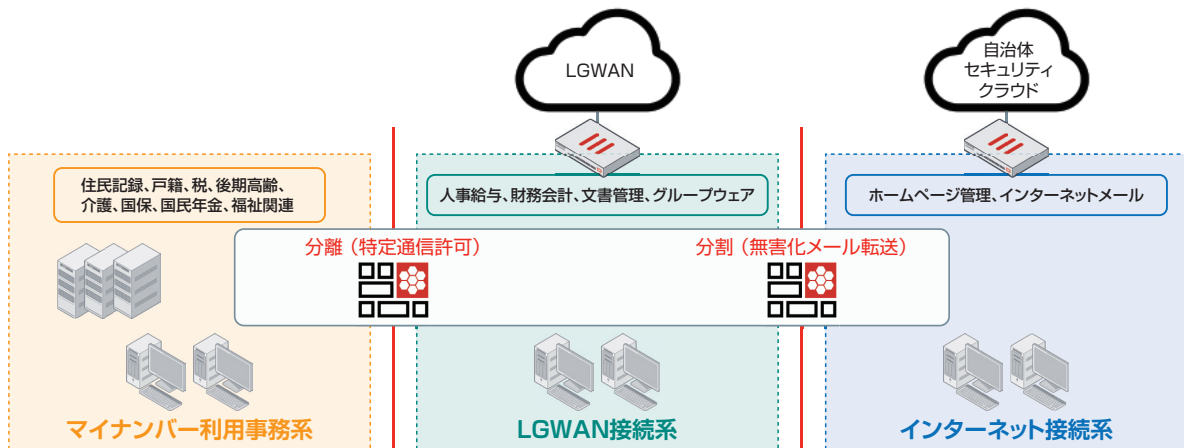 LGWAN
自治体
セキュリティ
クラウド
住民記録、戸籍、税、後期高齢、
介護、国保、国民年金、福祉関連
人事給与、財務会計、文書管理、グループウェア
ホームページ管理、インターネットメール
分離（特定通信許可）
分割（無害化メール転送）
マイナンバー利用事務系
LGWAN接続系
インターネット接続系